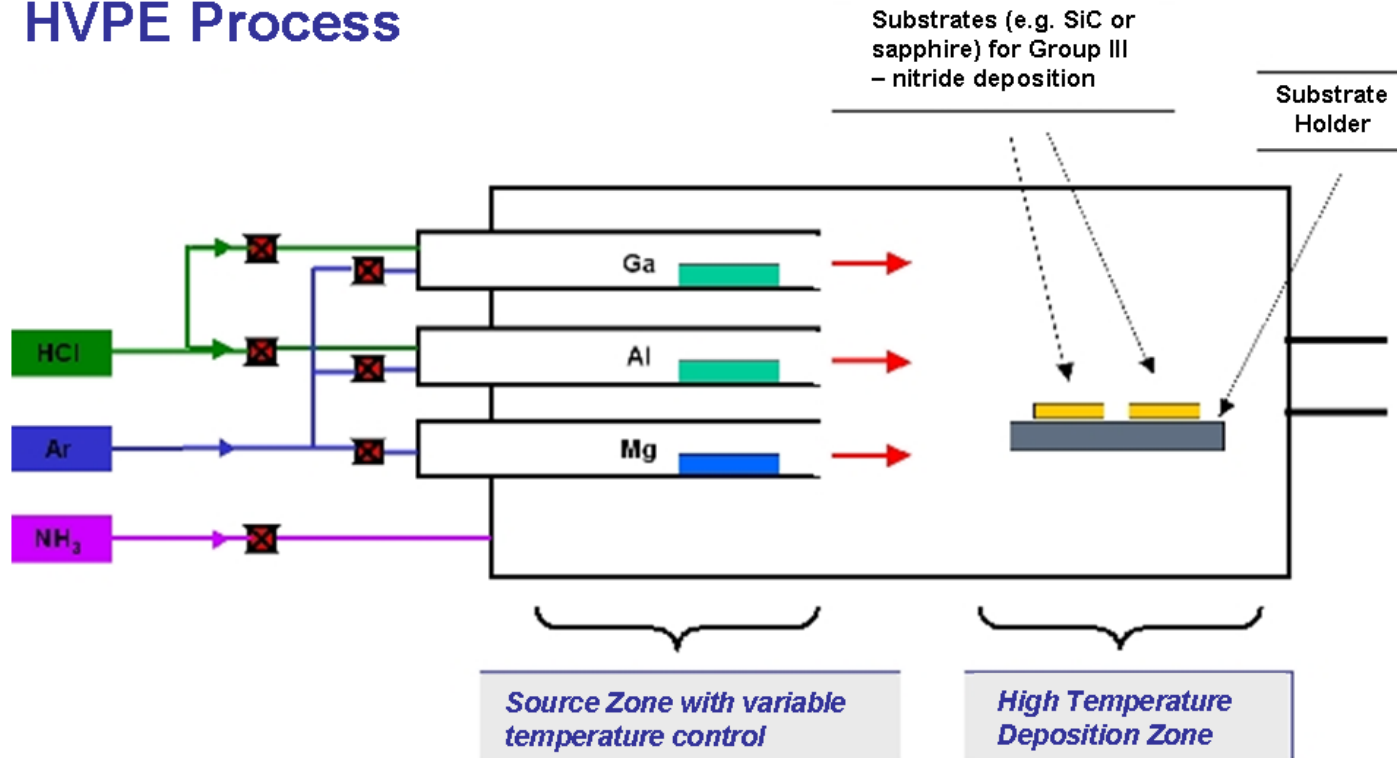 HVPE Process
Substrates (e.g. SiC or
sapphire) for Group III
– nitride deposition
Substrate
Holder
Ga
HCl
Al
Ar
Mg
NH₃
Source Zone with variable
temperature control
High Temperature
Deposition Zone